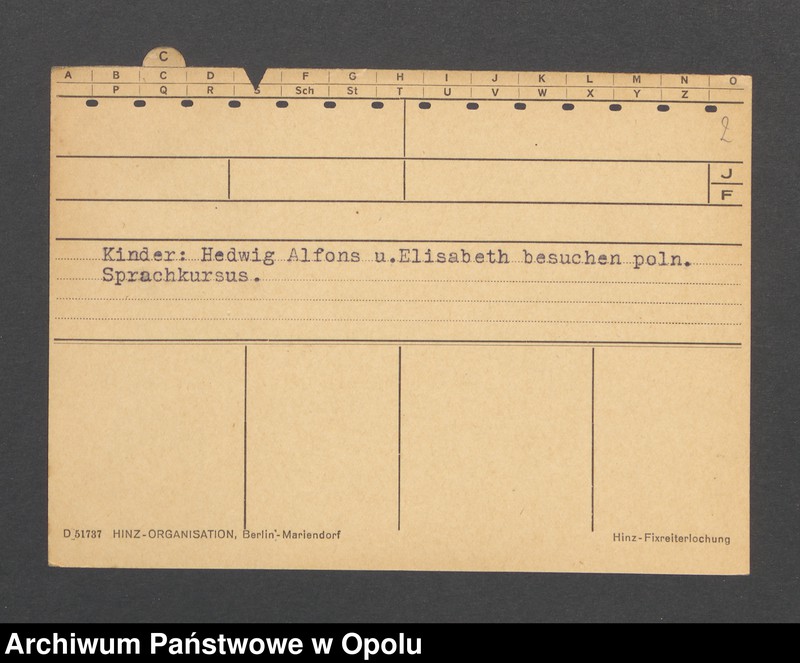 C
A B C D F G H I J K L M N O
P Q R S Sch St T U V W X Y Z
2
J
F
Kinder: Hedwig Alfons u.Elisabeth besuchen poln.
Sprachkursus.
D 51737 HINZ-ORGANISATION, Berlin-Mariendorf Hinz-Fixreiterlochung
Archiwum Państwowe w Opolu